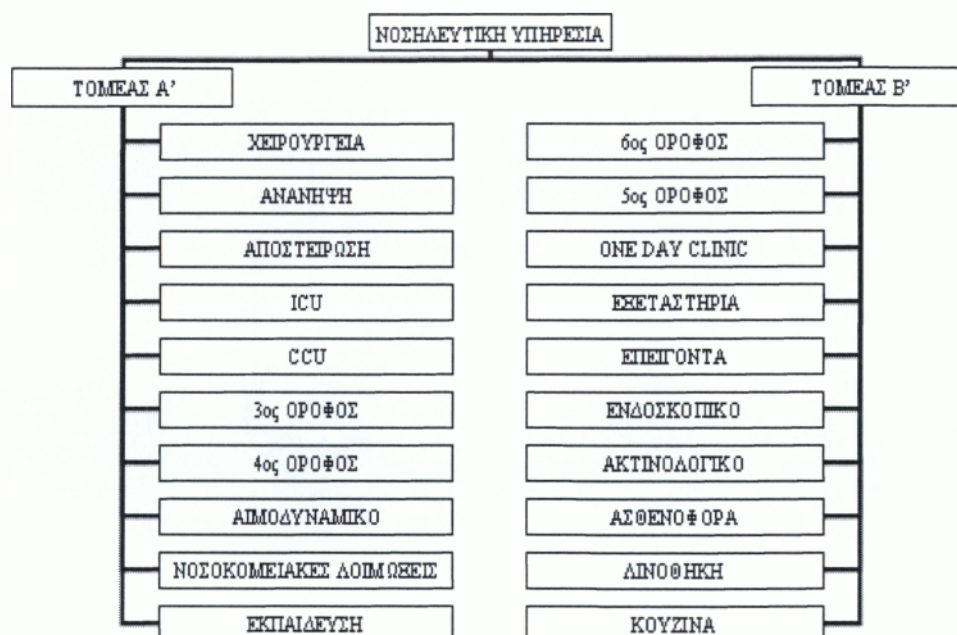 ΝΟΣΗΛΕΥΤΙΚΗ ΥΠΗΡΕΣΙΑ
ΤΟΜΕΑΣ Α'
ΧΕΙΡΟΥΡΓΕΙΑ
ΑΝΑΝΗΨΗ
ΑΠΟΣΤΕΙΡΩΣΗ
ICU
CCU
3ος ΟΡΟΦΟΣ
4ος ΟΡΟΦΟΣ
ΑΙΜΟΔΥΝΑΜΙΚΟ
ΝΟΣΟΚΟΜΕΙΑΚΕΣ ΛΟΙΜΩΞΕΙΣ
ΕΚΠΑΙΔΕΥΣΗ
ΤΟΜΕΑΣ Β'
6ος ΟΡΟΦΟΣ
5ος ΟΡΟΦΟΣ
ONE DAY CLINIC
ΕΞΕΤΑΣΤΗΡΙΑ
ΕΠΕΙΓΟΝΤΑ
ΕΝΔΟΣΚΟΠΙΚΟ
ΑΚΤΙΝΟΛΟΓΙΚΟ
ΑΣΘΕΝΟΦΟΡΑ
ΛΙΝΟΘΗΚΗ
ΚΟΥΖΙΝΑ